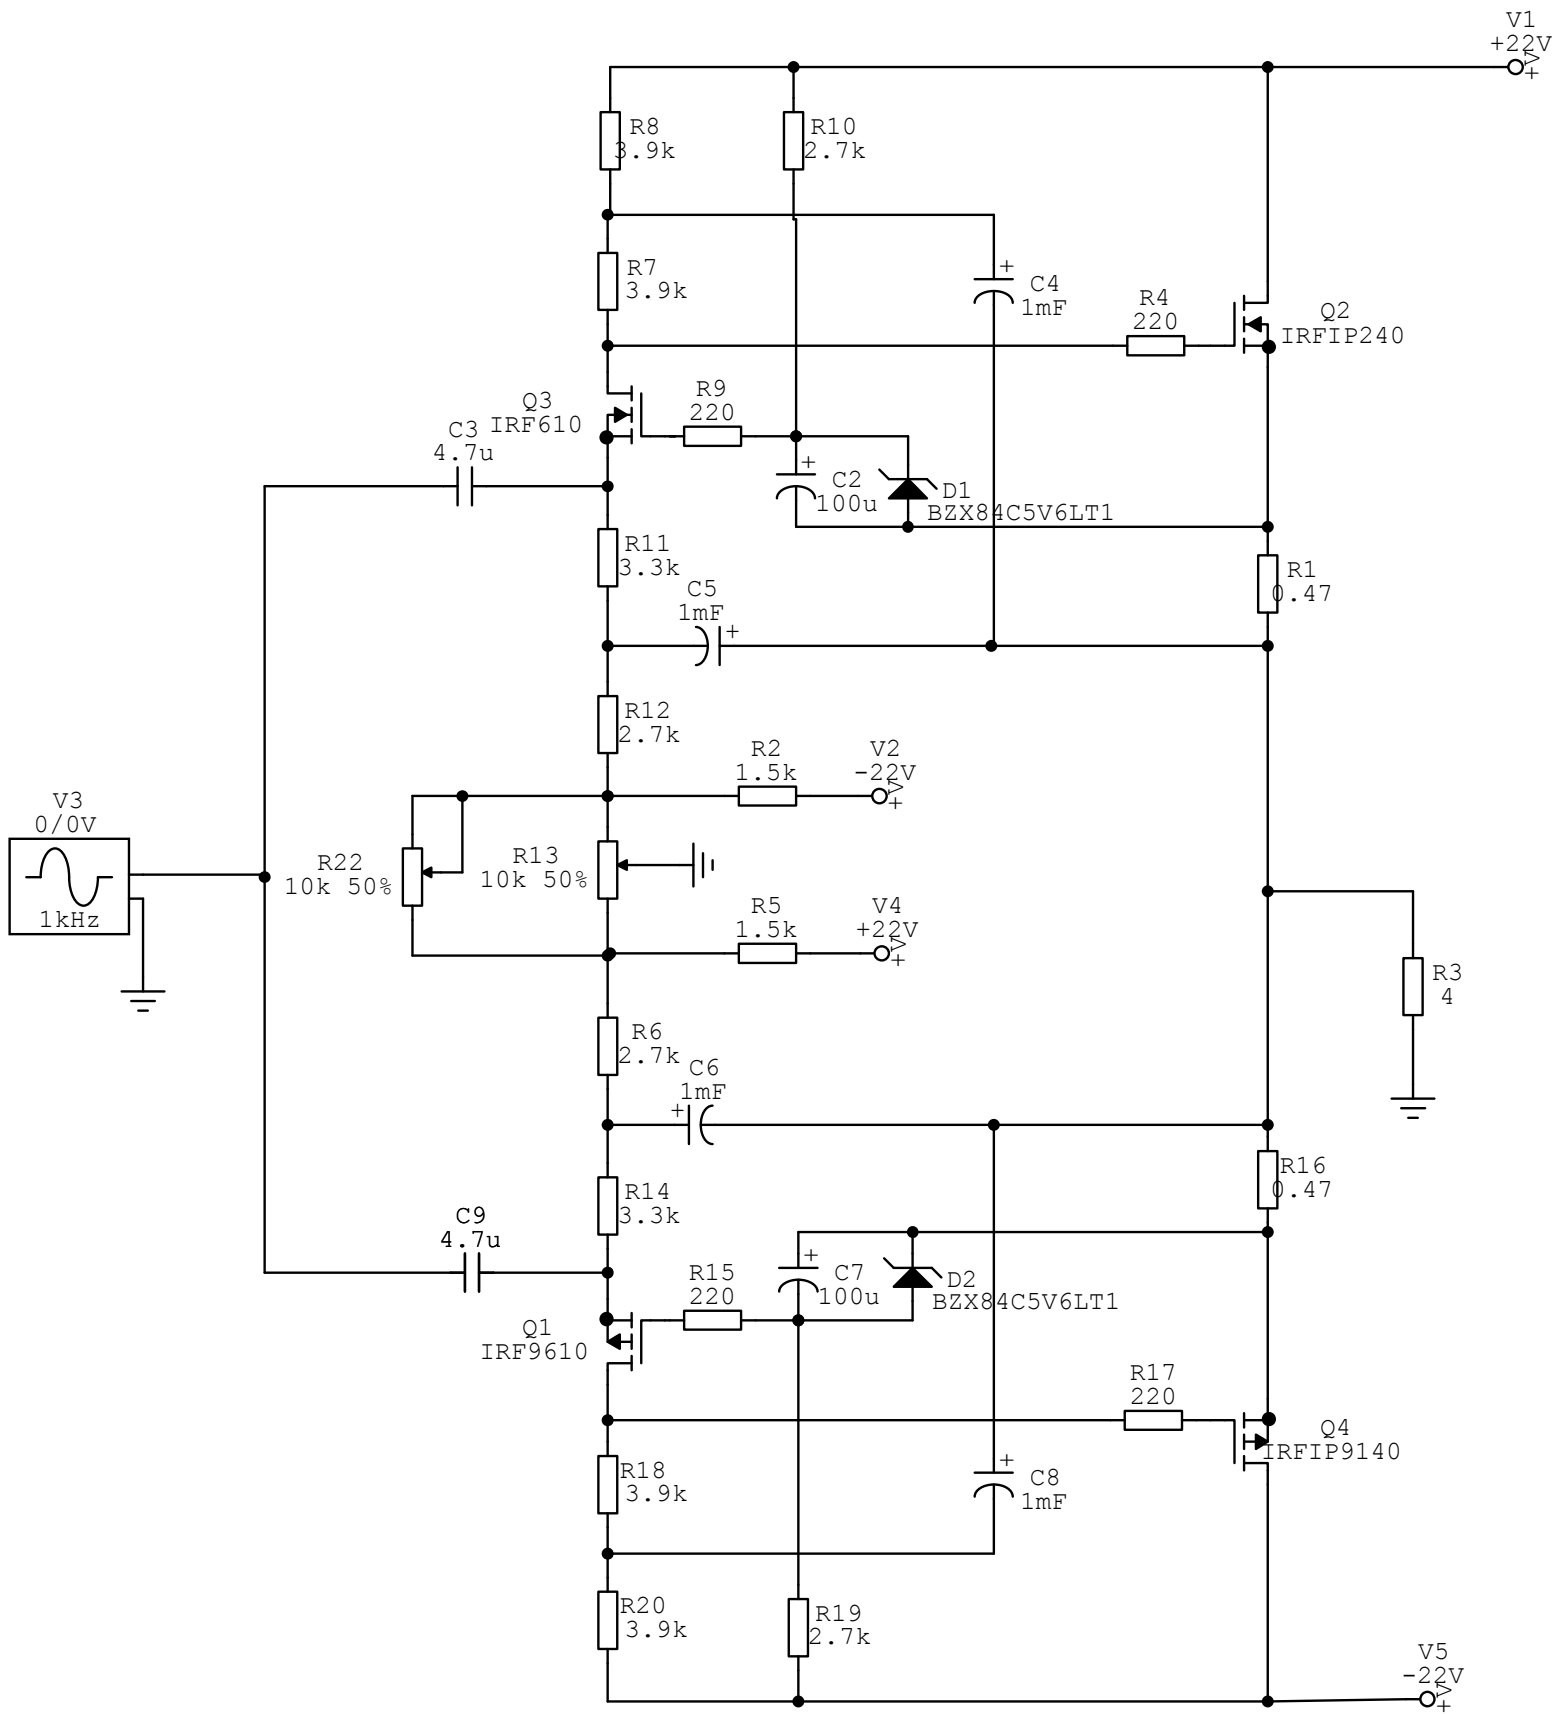 V1
+22V
+V
R8
3.9k
R10
2.7k
R7
3.9k
+
C4
1mF
R4
220
Q2
IRFIP240
Q3
IRF610
R9
220
C3
4.7u
+
C2
100u
D1
BZX84C5V6LT1
R11
3.3k
R1
0.47
C5
1mF
+
R12
2.7k
R2
1.5k
V2
-22V
+V
V3
0/0V
1kHz
R22
10k 50%
R13
10k 50%
R5
1.5k
V4
+22V
+V
R3
4
R6
2.7k
C6
1mF
+
R16
0.47
R14
3.3k
C9
4.7u
R15
220
+
C7
100u
D2
BZX84C5V6LT1
Q1
IRF9610
R17
220
Q4
IRFIP9140
R18
3.9k
+
C8
1mF
R20
3.9k
R19
2.7k
V5
-22V
+V